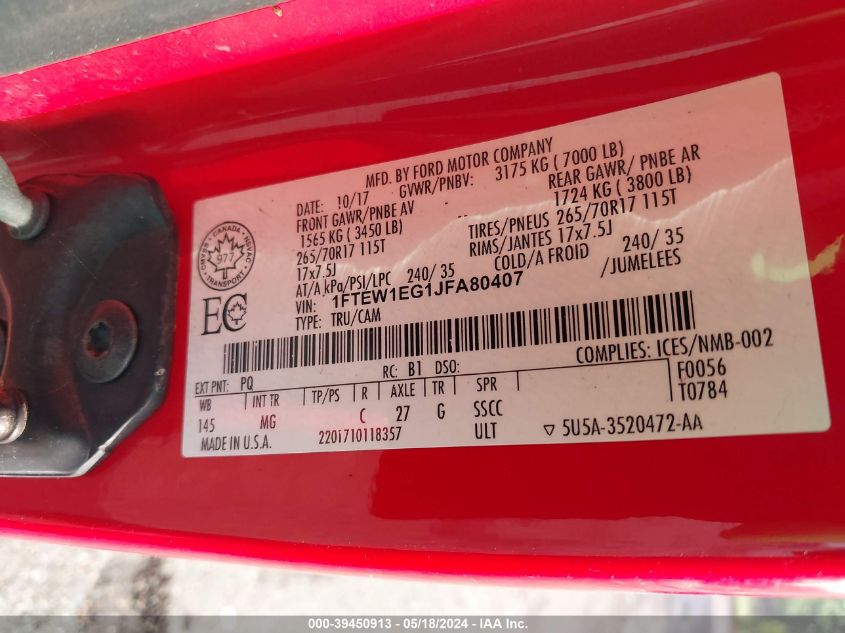 MFD. BY FORD MOTOR COMPANY
DATE: 10/17 GVWR/PNBV: 3175 KG ( 7000 LB)
FRONT GAWR/PNBE AV REAR GAWR/ PNBE AR
1565 KG ( 3450 LB) 1724 KG ( 3800 LB)
265/70R17 115T TIRES/PNEUS 265/70R17 115T
17x7.5J RIMS/JANTES 17x7.5J
AT/A kPa/PSI/LPC 240/ 35 COLD/A FROID 240/ 35
VIN: 1FTEW1EG1JFA80407 /JUMELEES
TYPE: TRU/CAM
CANADA
977
TRANSPORT
EC
COMPLIES: ICES/NMB-002
EXT PNT: PQ RC: B1 DSO: F0056
WB INT TR TP/PS R AXLE TR SPR T0784
145 MG C 27 G SSCC
MADE IN U.S.A. 2201710118357 ULT ▽ 5U5A-3520472-AA
000-39450913 - 05/18/2024 - IAA Inc.